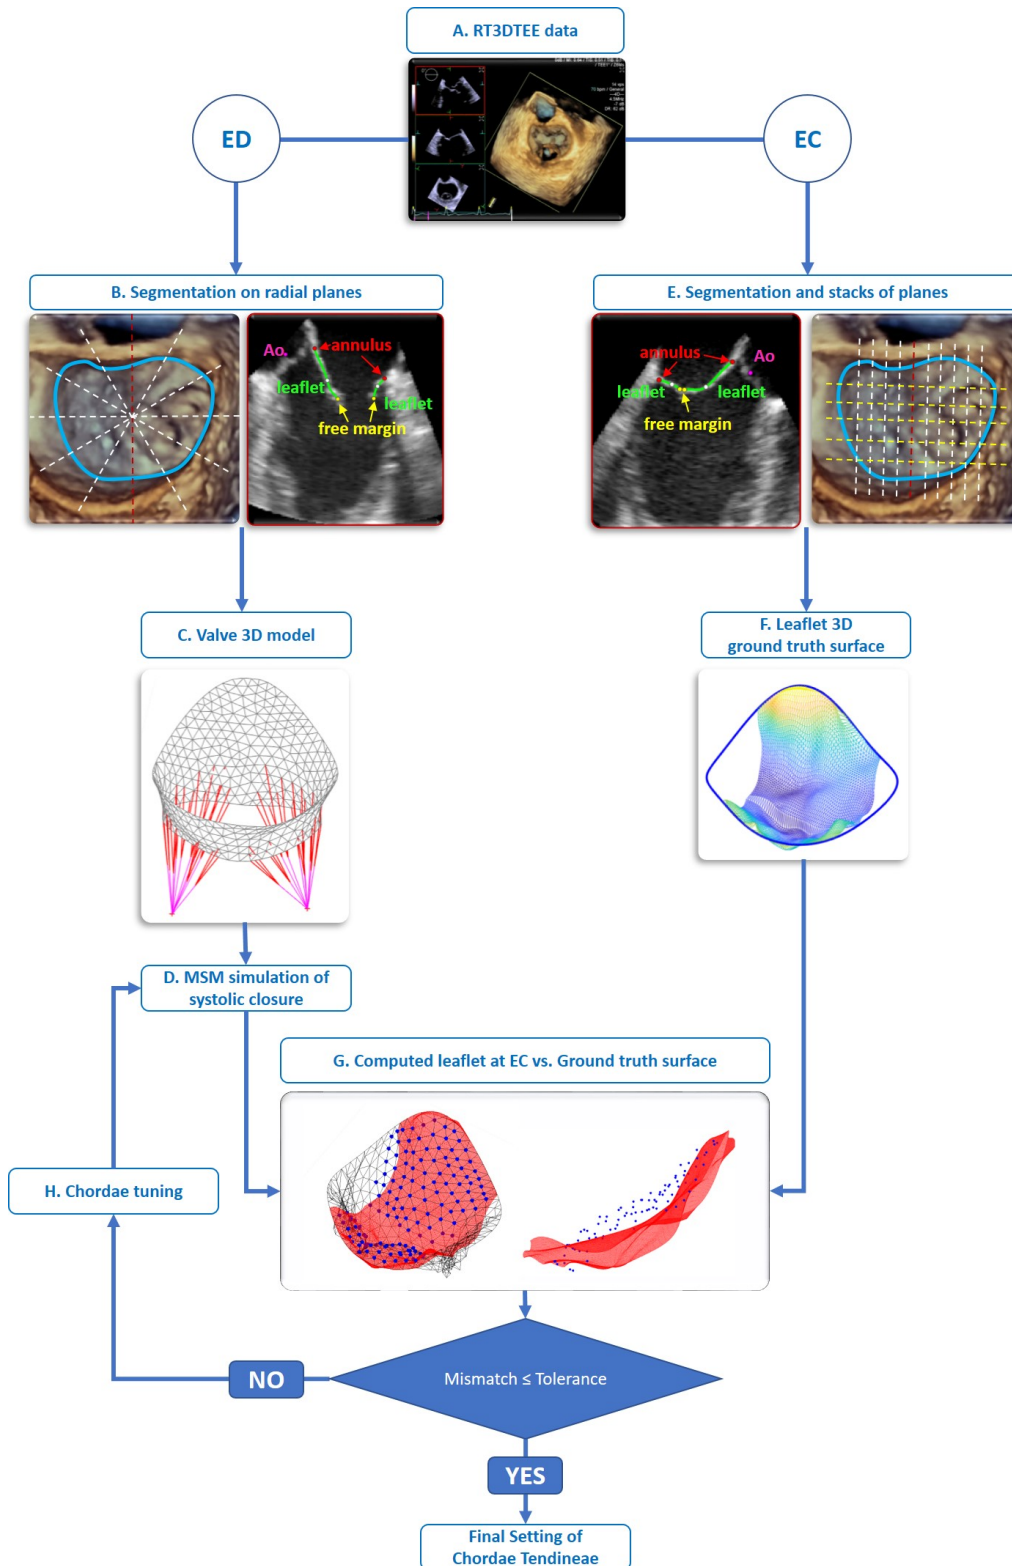 A. RT3DTEE data
ED
EC
B. Segmentation on radial planes
E. Segmentation and stacks of planes
Ao.
annulus
leaflet
leaflet
free margin
annulus
Ao
leaflet
leaflet
free margin
C. Valve 3D model
F. Leaflet 3D
ground truth surface
D. MSM simulation of
systolic closure
G. Computed leaflet at EC vs. Ground truth surface
H. Chordae tuning
Mismatch ≤ Tolerance
NO
YES
Final Setting of
Chordae Tendineae